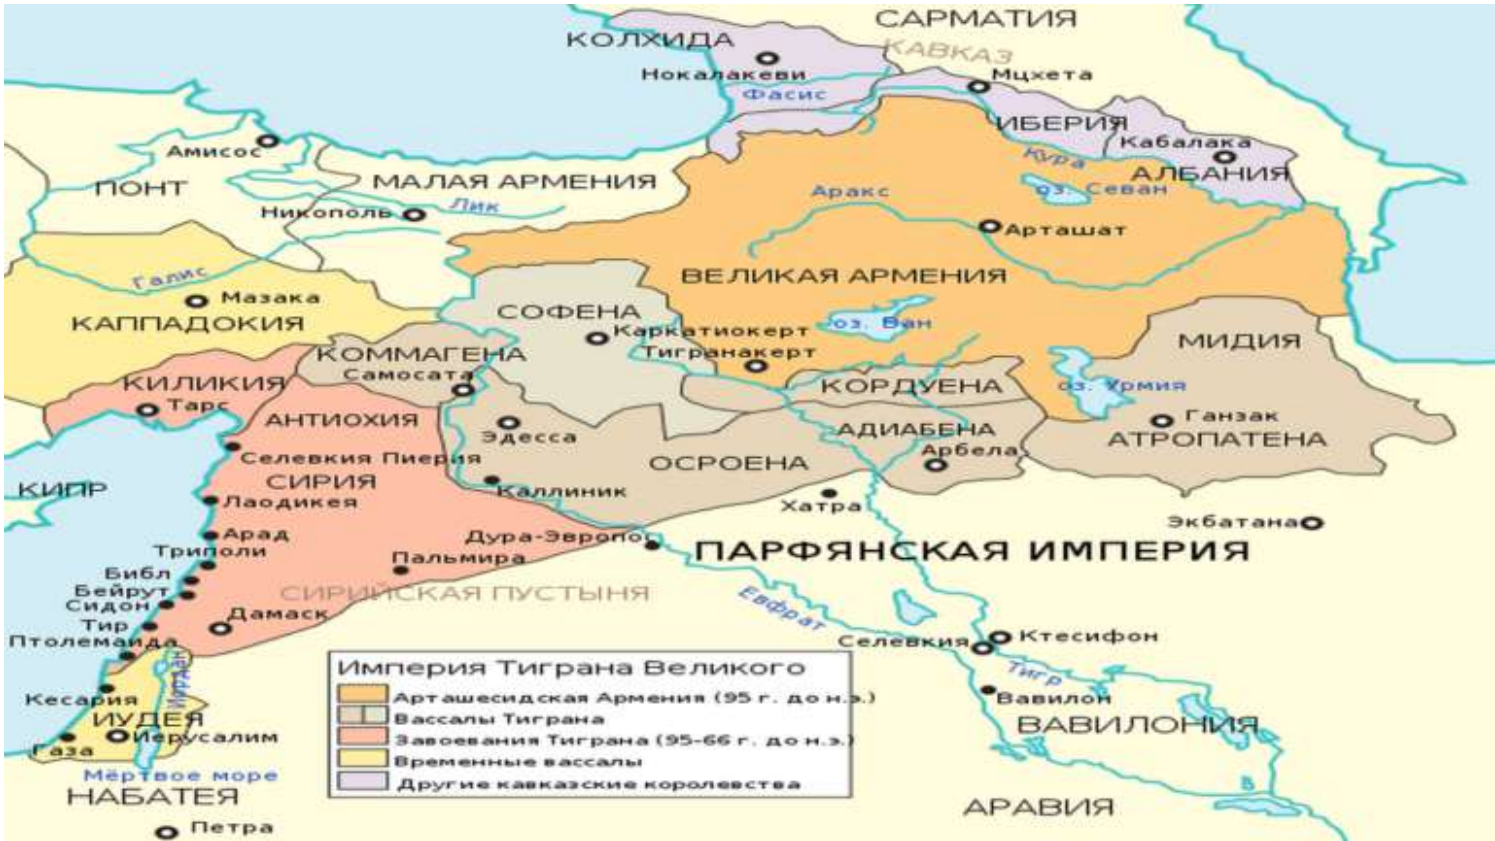 САРМАТИЯ
КОЛХИДА
КАВКАЗ
Нокалакеви
Мцхета
Фасис
ИБЕРИЯ
Кабалака
Амисос
Кура
АЛБАНИЯ
ПОНТ
МАЛАЯ АРМЕНИЯ
Аракс
оз. Севан
Никополь
Лик
Арташат
Галис
ВЕЛИКАЯ АРМЕНИЯ
Мазака
СОФЕНА
КАППАДОКИЯ
Каркатиокерт
оз. Ван
МИДИЯ
КОММАГЕНА
Тигранакерт
КИЛИКИЯ
Самосата
КОРДУЕНА
оз. Урмия
Тарс
АНТИОХИЯ
Ганзак
Эдесса
АДИАБЕНА
АТРОПАТЕНА
Селевкия Пиерия
ОСРОЕНА
Арбела
КИПР
СИРИЯ
Каллиник
Лаодикея
Хатра
Экбатана
Арад
Дура-Европос
ПАРФЯНСКАЯ ИМПЕРИЯ
Триполи
Пальмира
Библ
Бейрут
СИРИЙСКАЯ ПУСТЫНЯ
Сидон
Евфрат
Тир
Дамаск
Птолемаида
Селевкия
Ктесифон
Иордан
Тигр
Кесария
Вавилон
ИУДЕЯ
ВАВИЛОНИЯ
Газа
Иерусалим
Мёртвое море
НАБАТЕЯ
АРАВИЯ
Петра
Империя Тиграна Великого
Арташесидская Армения (95 г. до н.э.)
Вассалы Тиграна
Завоевания Тиграна (95-66 г. до н.э.)
Временные вассалы
Другие кавказские королевства